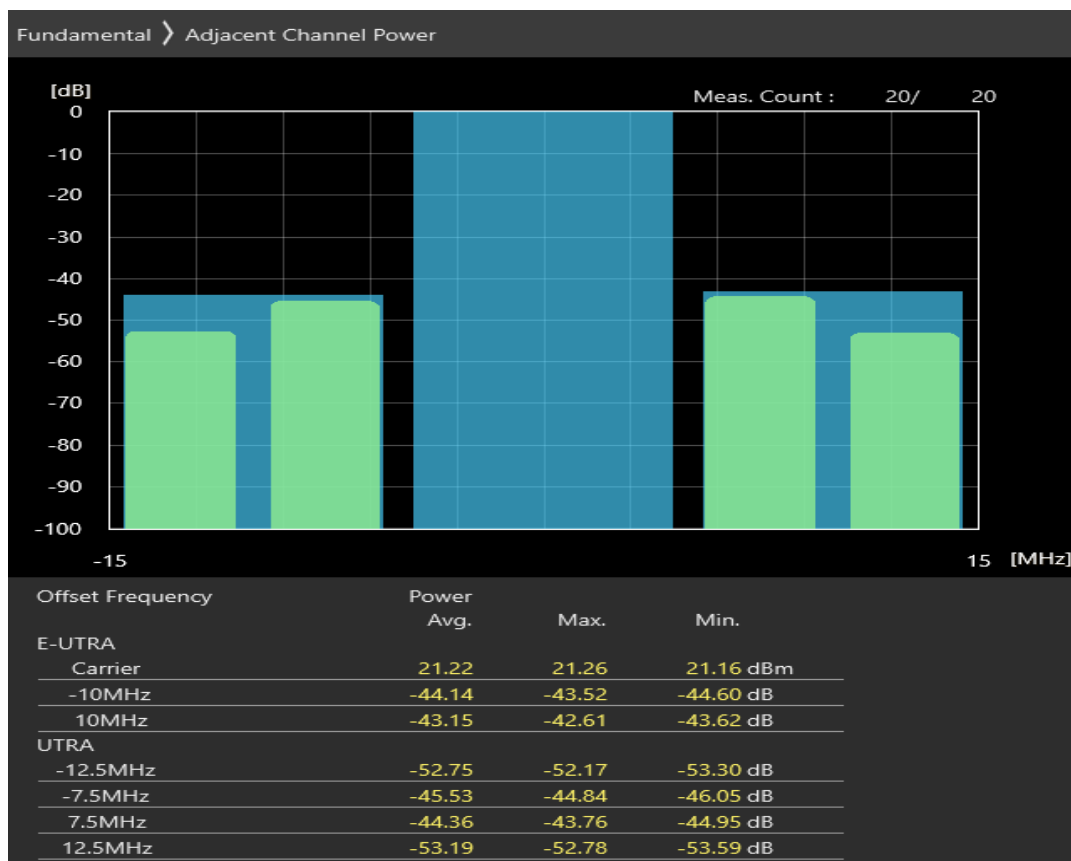 Fundamental 〉 Adjacent Channel Power
[dB]
Meas. Count : 20/ 20
0
-10
-20
-30
-40
-50
-60
-70
-80
-90
-100
-15 15 [MHz]
Offset Frequency Power
Avg. Max. Min.
E-UTRA
Carrier 21.22 21.26 21.16 dBm
-10MHz -44.14 -43.52 -44.60 dB
10MHz -43.15 -42.61 -43.62 dB
UTRA
-12.5MHz -52.75 -52.17 -53.30 dB
-7.5MHz -45.53 -44.84 -46.05 dB
7.5MHz -44.36 -43.76 -44.95 dB
12.5MHz -53.19 -52.78 -53.59 dB